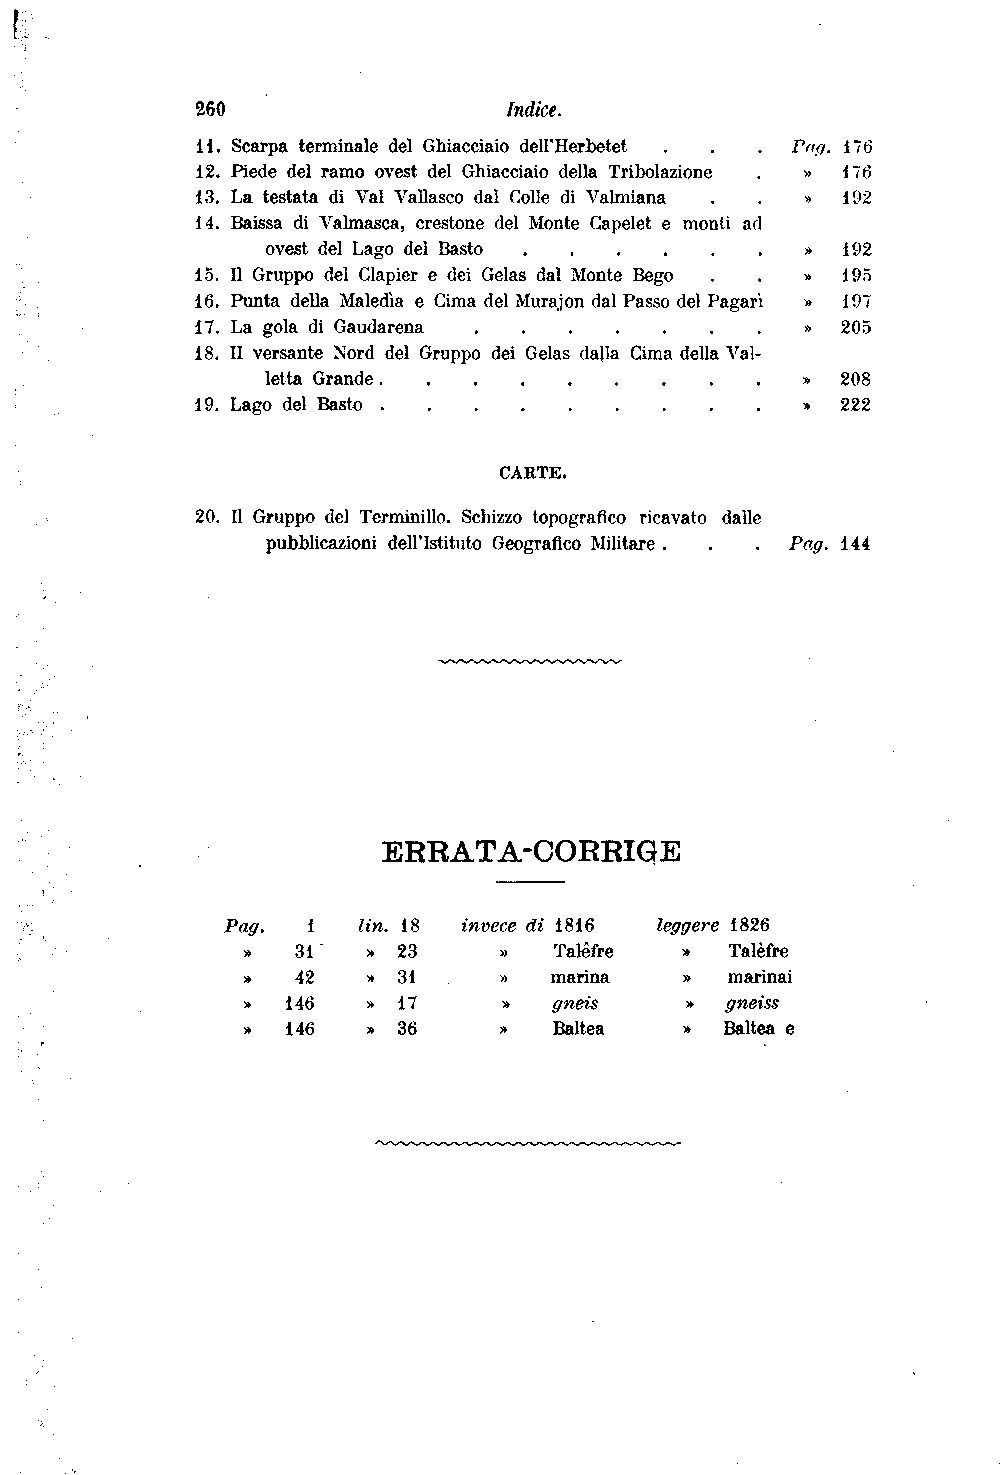 260 Indice.
11. Scarpa terminale del Ghiacciaio dell'Herbetet . . . Pag. 176
12. Piede del ramo ovest del Ghiacciaio della Tribolazione . » 176
13. La testata di Val Vallasco dal Colle di Valmiana . . » 192
14. Baissa di Valmasca, crestone del Monte Capelet e monti ad
ovest del Lago del Basto . . . . . . » 192
15. Il Gruppo del Clapier e dei Gelas dal Monte Bego . . » 195
16. Punta della Maledìa e Cima del Murajon dal Passo del Pagarì » 197
17. La gola di Gaudarena . . . . . . . » 205
18. Il versante Nord del Gruppo dei Gelas dalla Cima della Val-
letta Grande . . . . . . . . . » 208
19. Lago del Basto . . . . . . . . . » 222
CARTE.
20. Il Gruppo del Terminillo. Schizzo topografico ricavato dalle
pubblicazioni dell'Istituto Geografico Militare . . . Pag. 144
ERRATA-CORRIGE
Pag. 1 lin. 18 invece di 1816 leggere 1826
» 31 » 23 » Talêfre » Talèfre
» 42 » 31 » marina » marinai
» 146 » 17 » gneis » gneiss
» 146 » 36 » Baltea » Baltea e